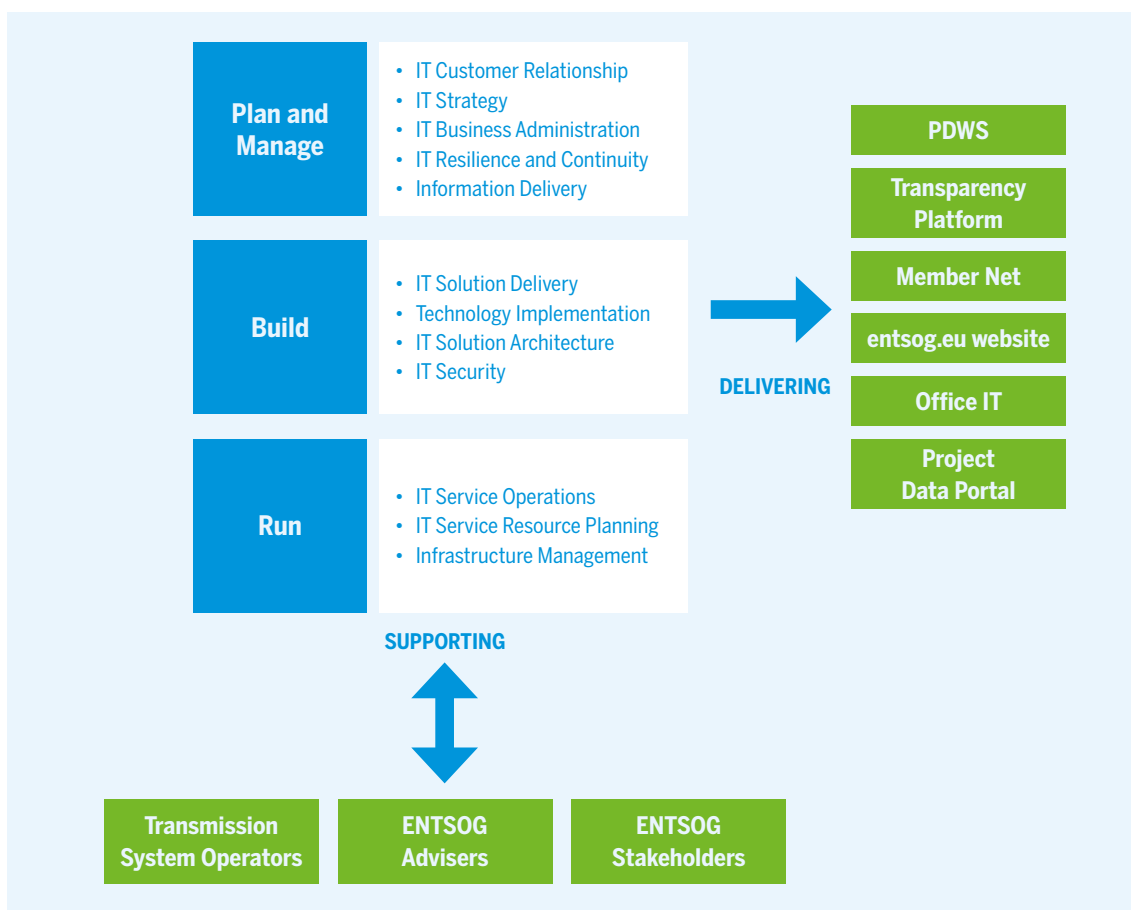 Plan and
Manage
• IT Customer Relationship
• IT Strategy
• IT Business Administration
• IT Resilience and Continuity
• Information Delivery
Build
• IT Solution Delivery
• Technology Implementation
• IT Solution Architecture
• IT Security
Run
• IT Service Operations
• IT Service Resource Planning
• Infrastructure Management
DELIVERING
PDWS
Transparency
Platform
Member Net
entsog.eu website
Office IT
Project
Data Portal
SUPPORTING
Transmission
System Operators
ENTSOG
Advisers
ENTSOG
Stakeholders